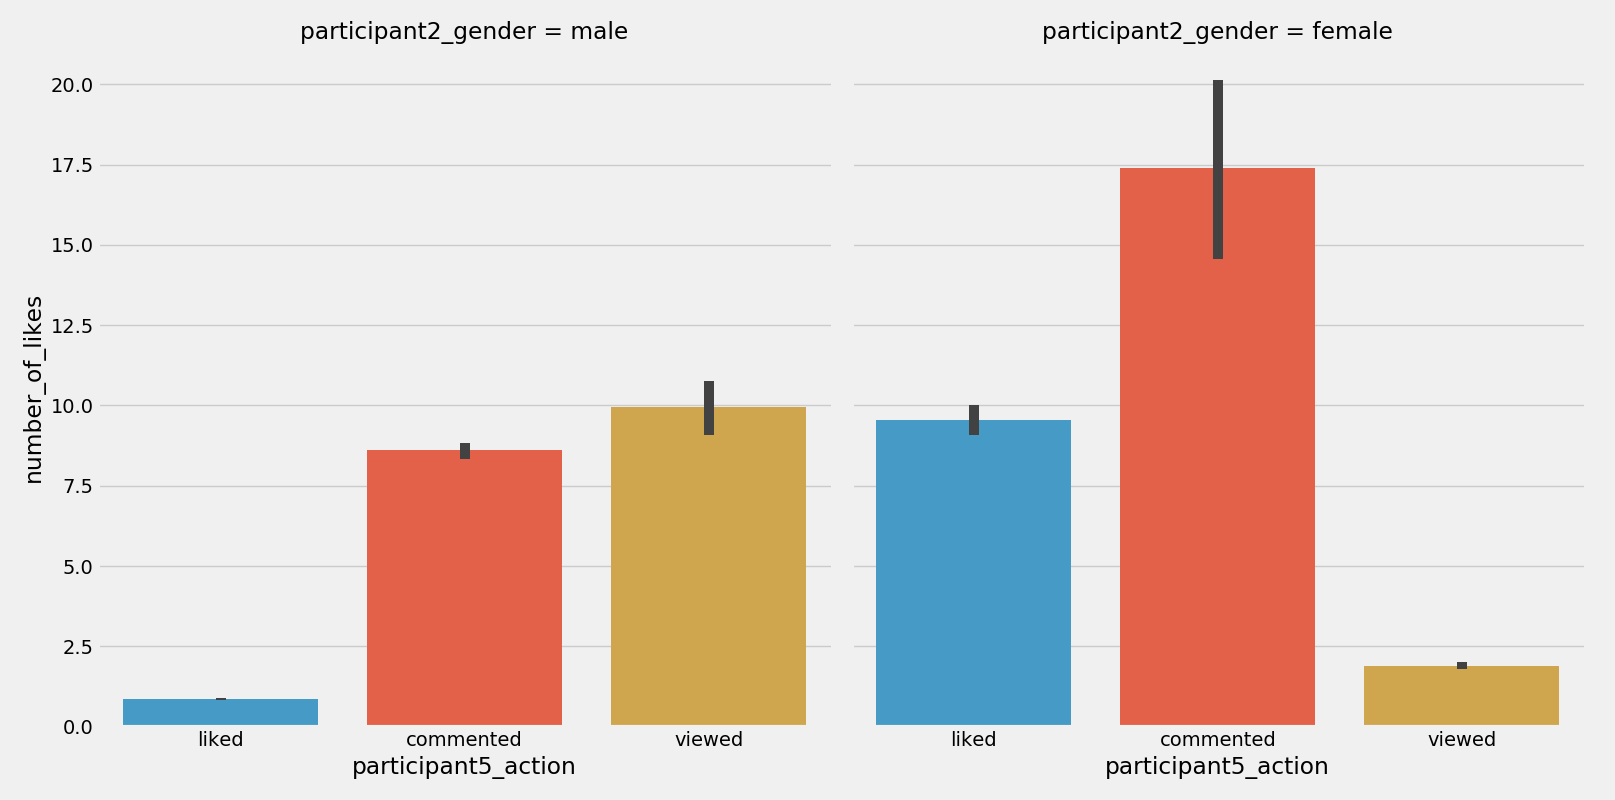 participant2_gender = male
participant2_gender = female
number_of_likes
20.0
17.5
15.0
12.5
10.0
7.5
5.0
2.5
0.0
liked commented viewed
participant5_action
liked commented viewed
participant5_action